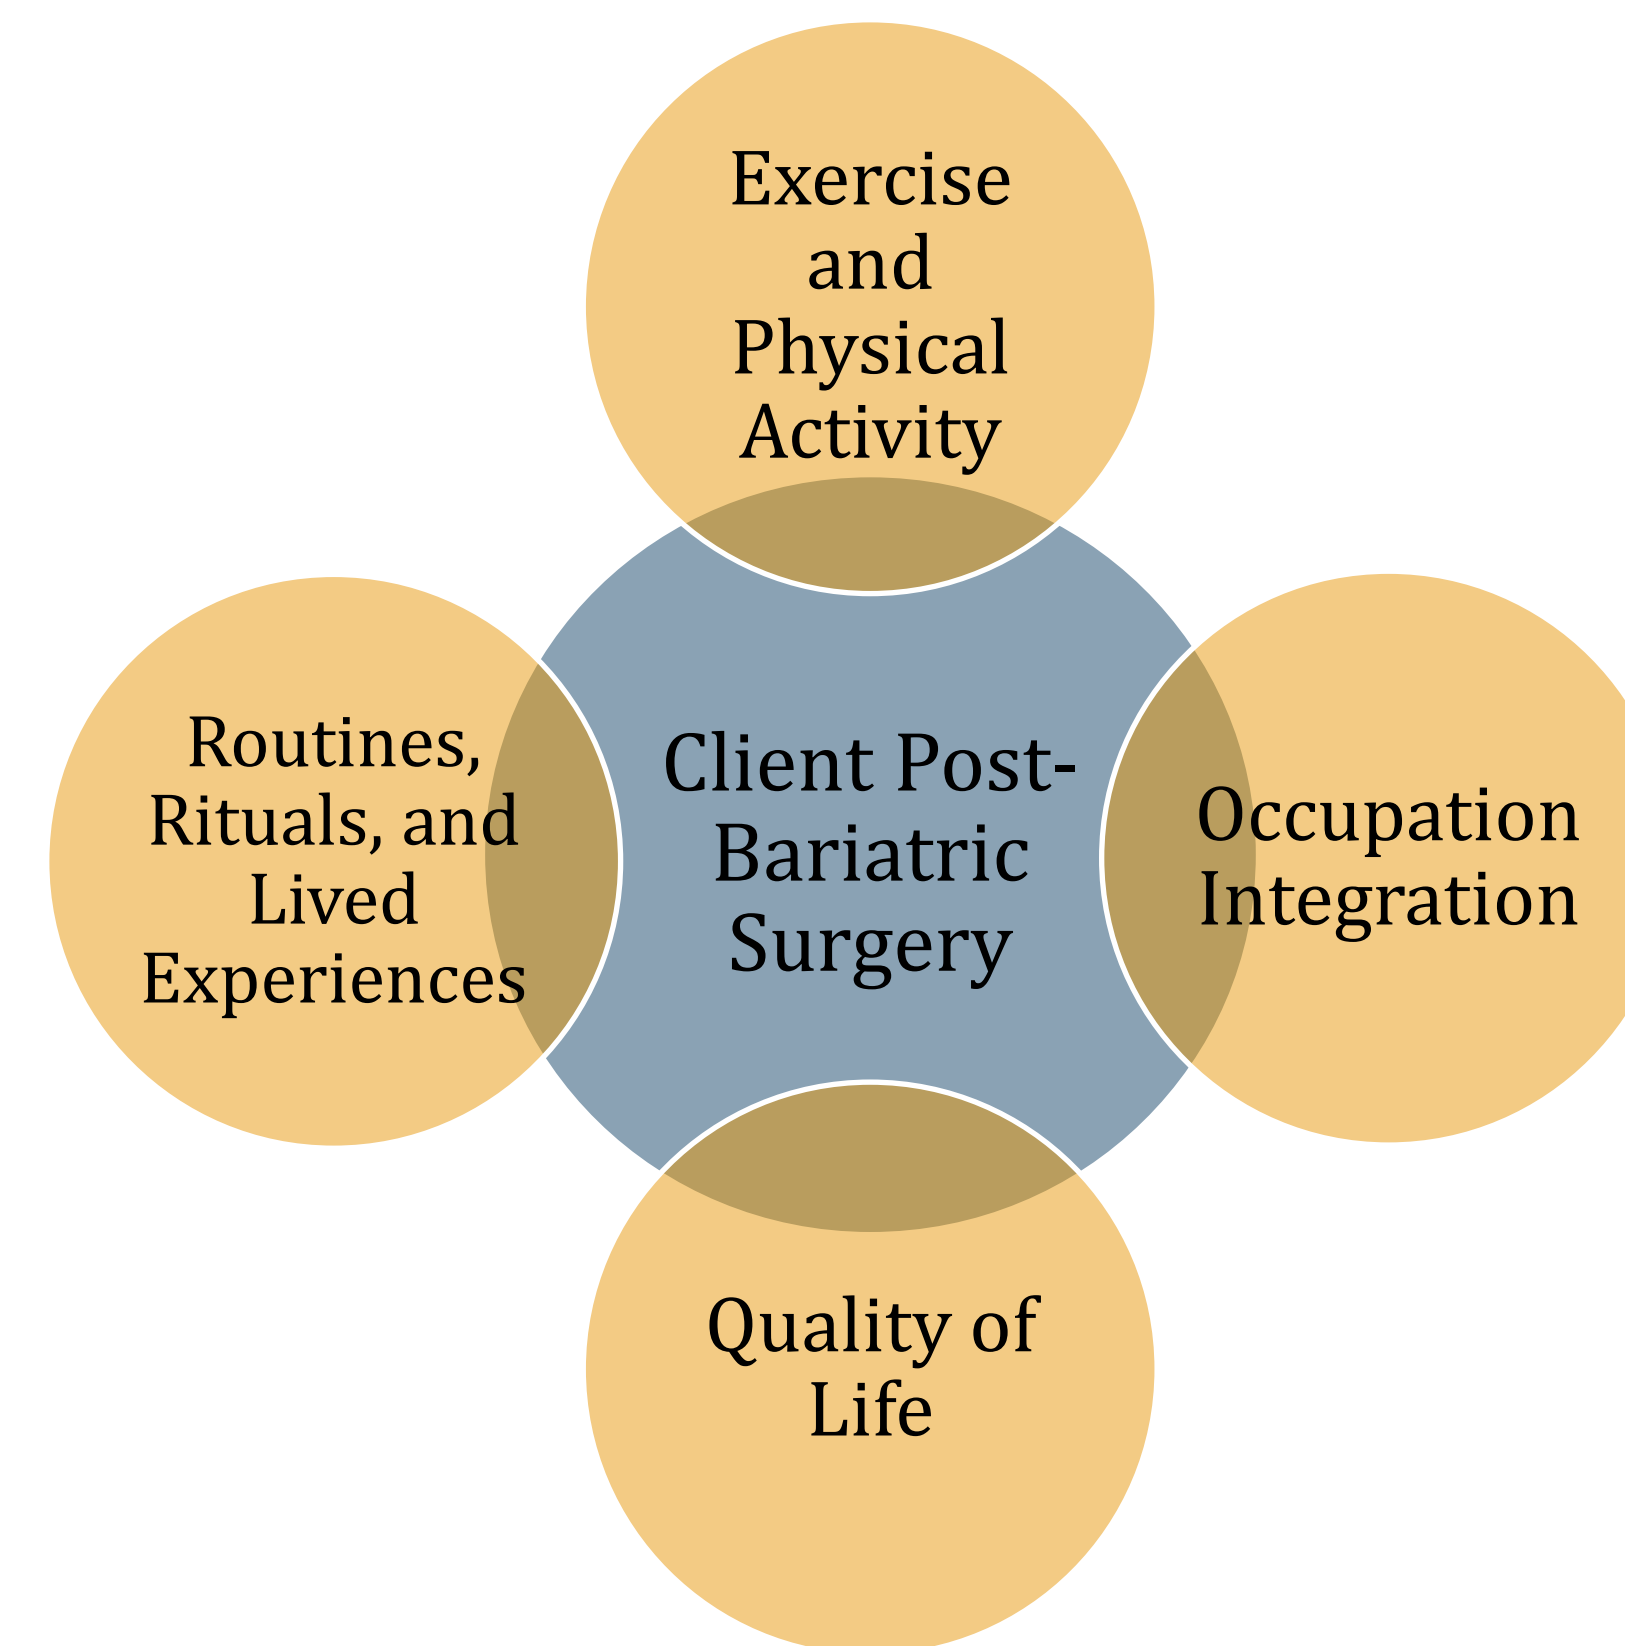 Exercise
and
Physical
Activity
Routines,
Rituals, and
Lived
Experiences
Client Post-
Bariatric
Surgery
Occupation
Integration
Quality of
Life